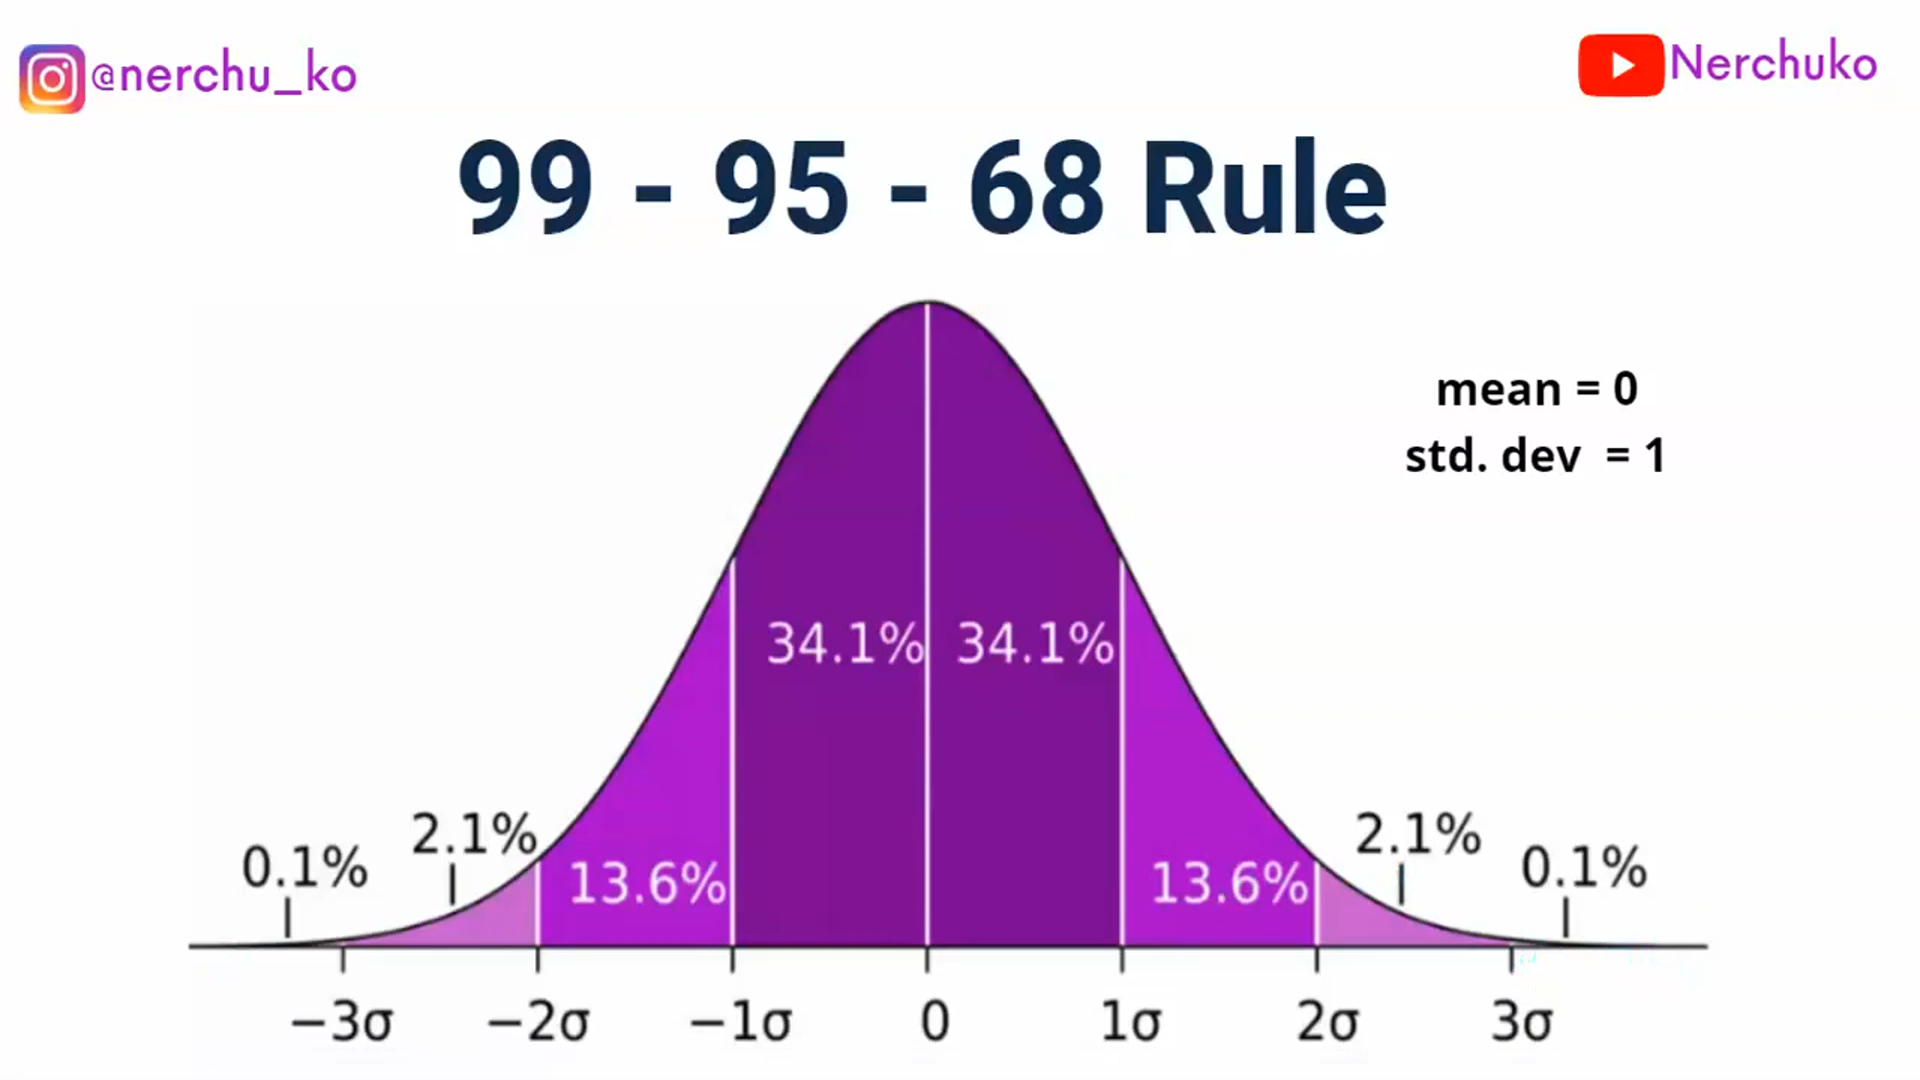 @nerchu_ko
Nerchuko
99 - 95 - 68 Rule
mean = 0
std. dev = 1
34.1% 34.1%
0.1% 2.1% 13.6% 13.6% 2.1% 0.1%
−3σ −2σ −1σ 0 1σ 2σ 3σ